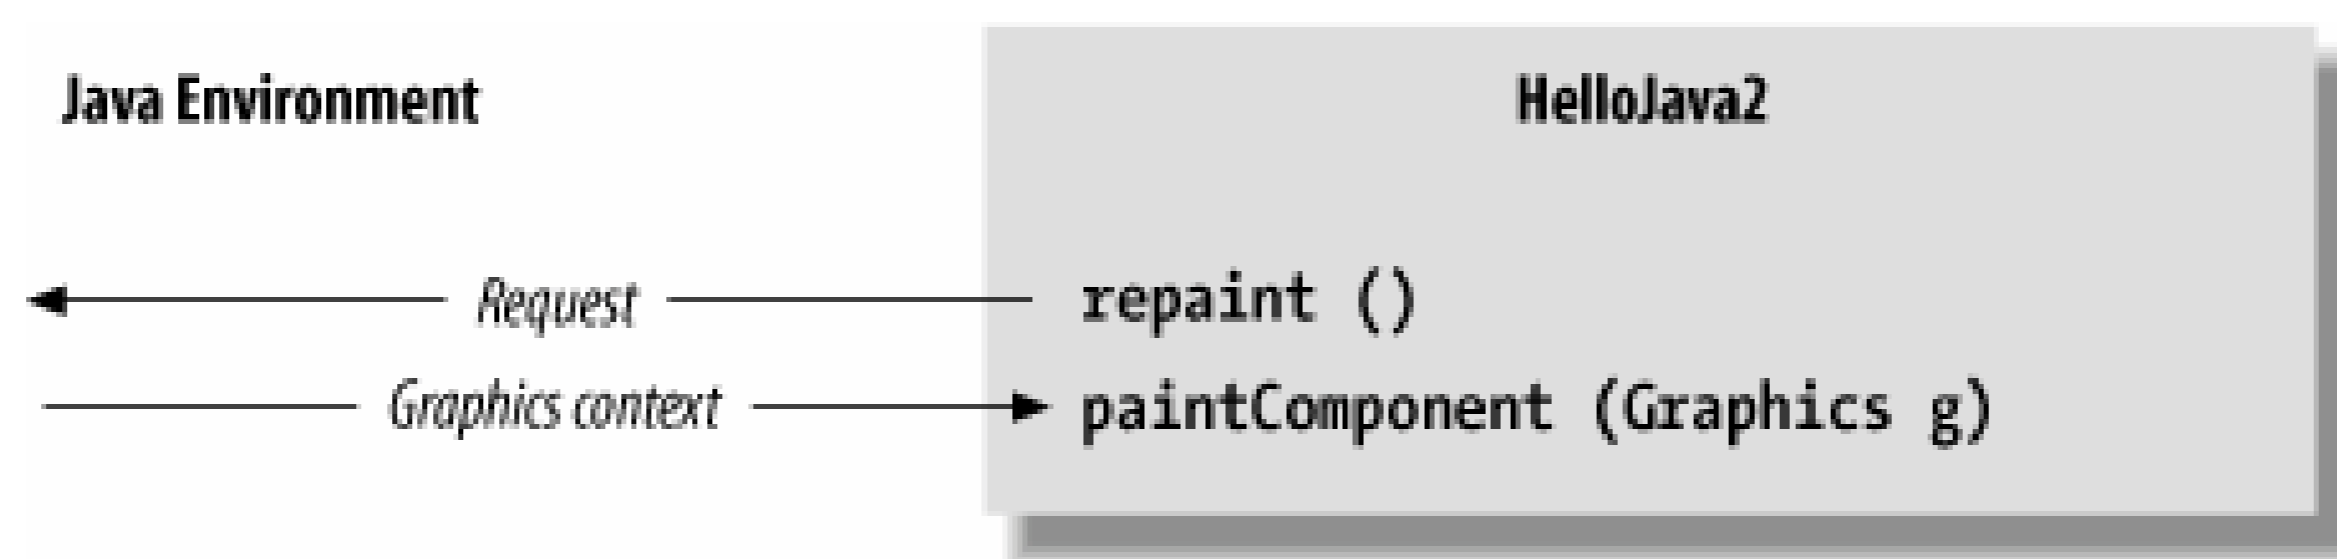 Java Environment
HelloJava2
Request
repaint ()
Graphics context
paintComponent (Graphics g)